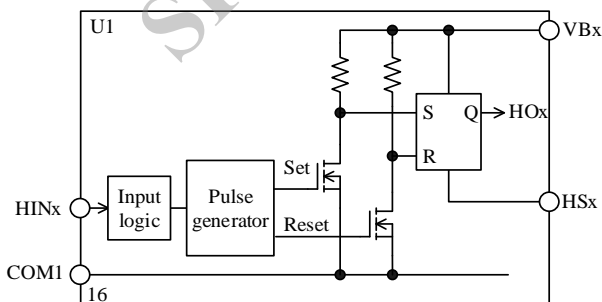 U1
VBx
S
Q
HOx
R
Set
HINx
Input
logic
Pulse
generator
HSx
Reset
COM1
16